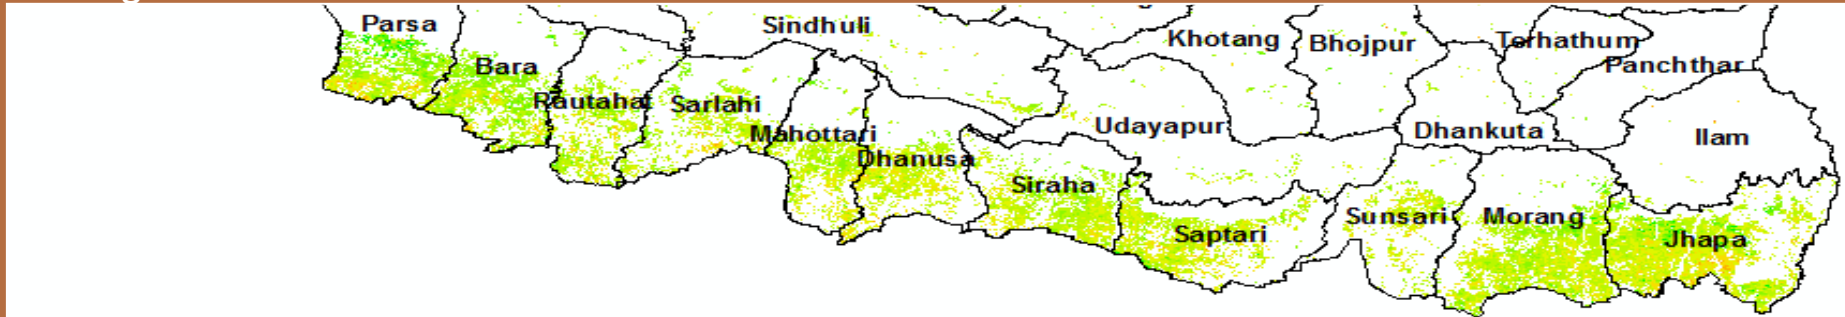 Parsa
Sindhuli
Khotang
Bhojpur
Terhathum
Panchthar
Bara
Rautahat
Sarlahi
Mahottari
Udayapur
Dhankuta
Ilam
Dhanusa
Siraha
Saptari
Sunsari
Morang
Jhapa